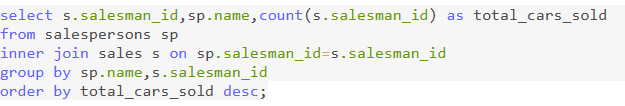 select s.salesman_id,sp.name,count(s.salesman_id) as total_cars_sold
from salespersons sp
inner join sales s on sp.salesman_id=s.salesman_id
group by sp.name,s.salesman_id
order by total_cars_sold desc;